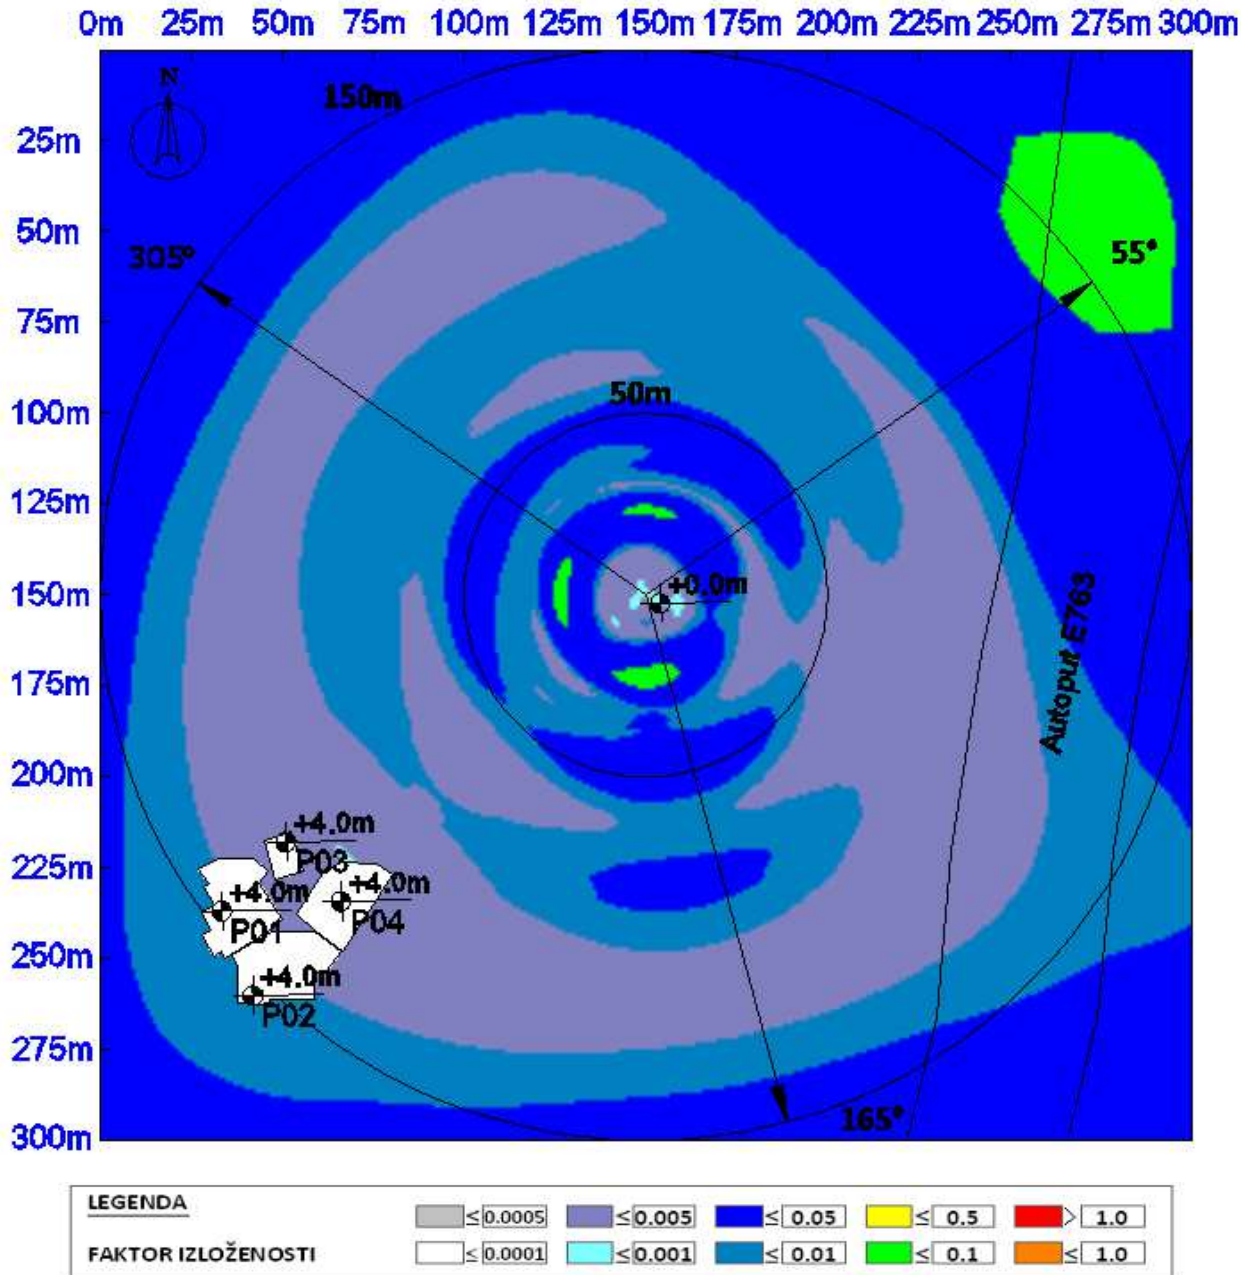 0m 25m 50m 75m 100m 125m 150m 175m 200m 225m 250m 275m 300m
N
150m
25m
50m
305°
55°
75m
50m
100m
125m
150m
+0.0m
Autoput E763
175m
200m
+4.0m
P03
225m
+4.0m
+4.0m
P01
P04
250m
+4.0m
P02
275m
165°
300m
LEGENDA
≤ 0.0005 ≤ 0.005 ≤ 0.05 ≤ 0.5 > 1.0
FAKTOR IZLOŽENOSTI
≤ 0.0001 ≤ 0.001 ≤ 0.01 ≤ 0.1 ≤ 1.0